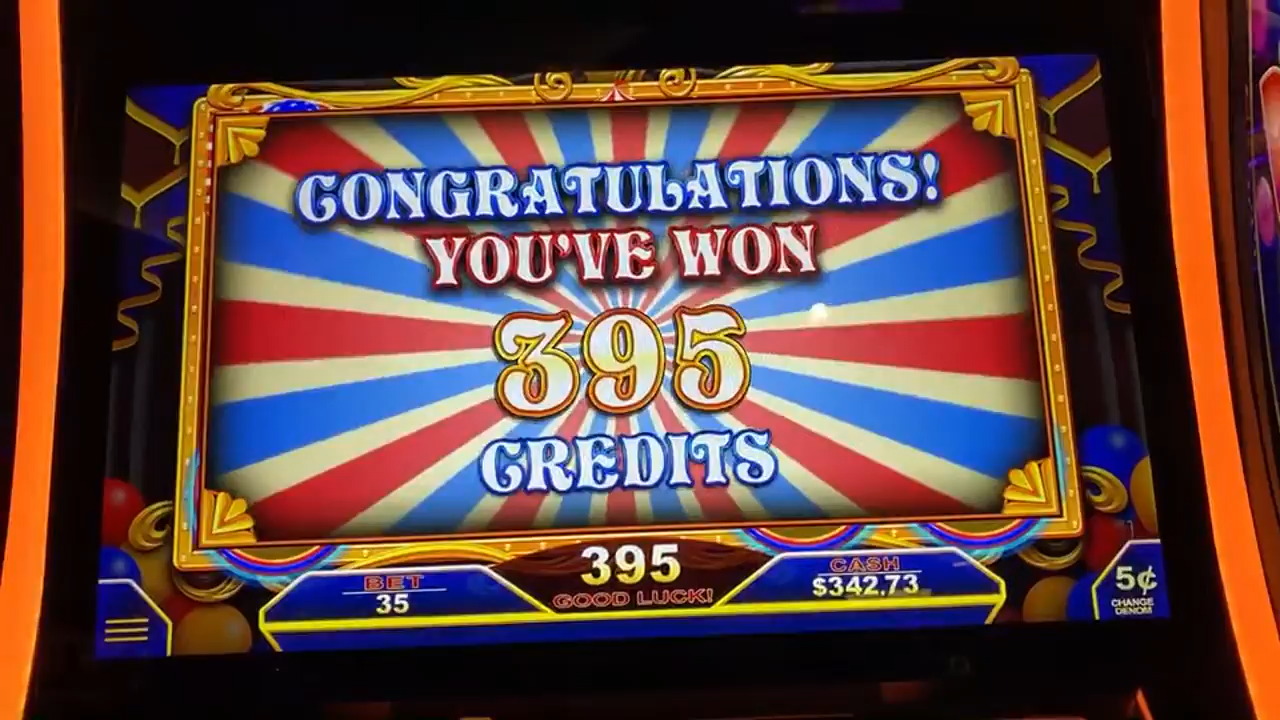 CONGRATULATIONS!
YOU'VE WON
395
CREDITS
BET
35
395
GOOD LUCK!
CASH
$342.73
5¢
CHANGE
DENOM